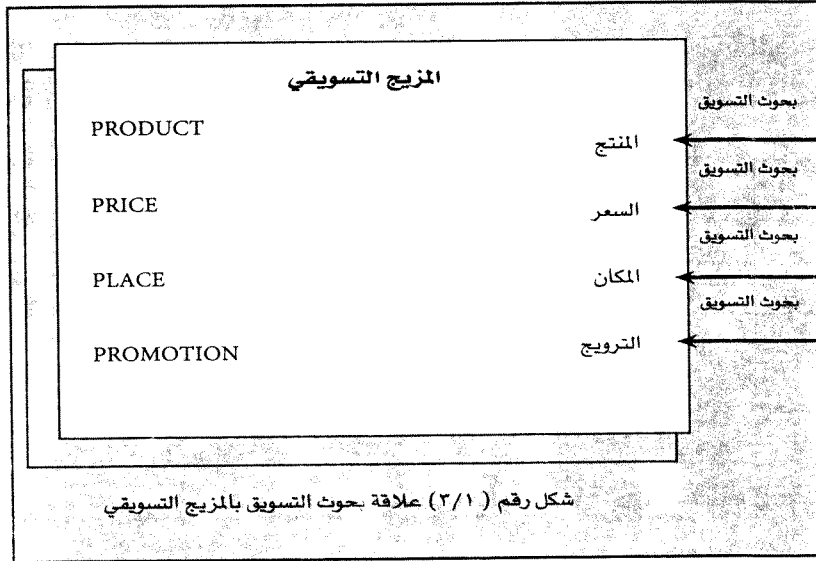 المزيج التسويقي
بحوث التسويق
المنتج PRODUCT
بحوث التسويق
السعر PRICE
بحوث التسويق
المكان PLACE
بحوث التسويق
الترويج PROMOTION
شكل رقم ( ٣/١ ) علاقة بحوث التسويق بالمزيج التسويقي